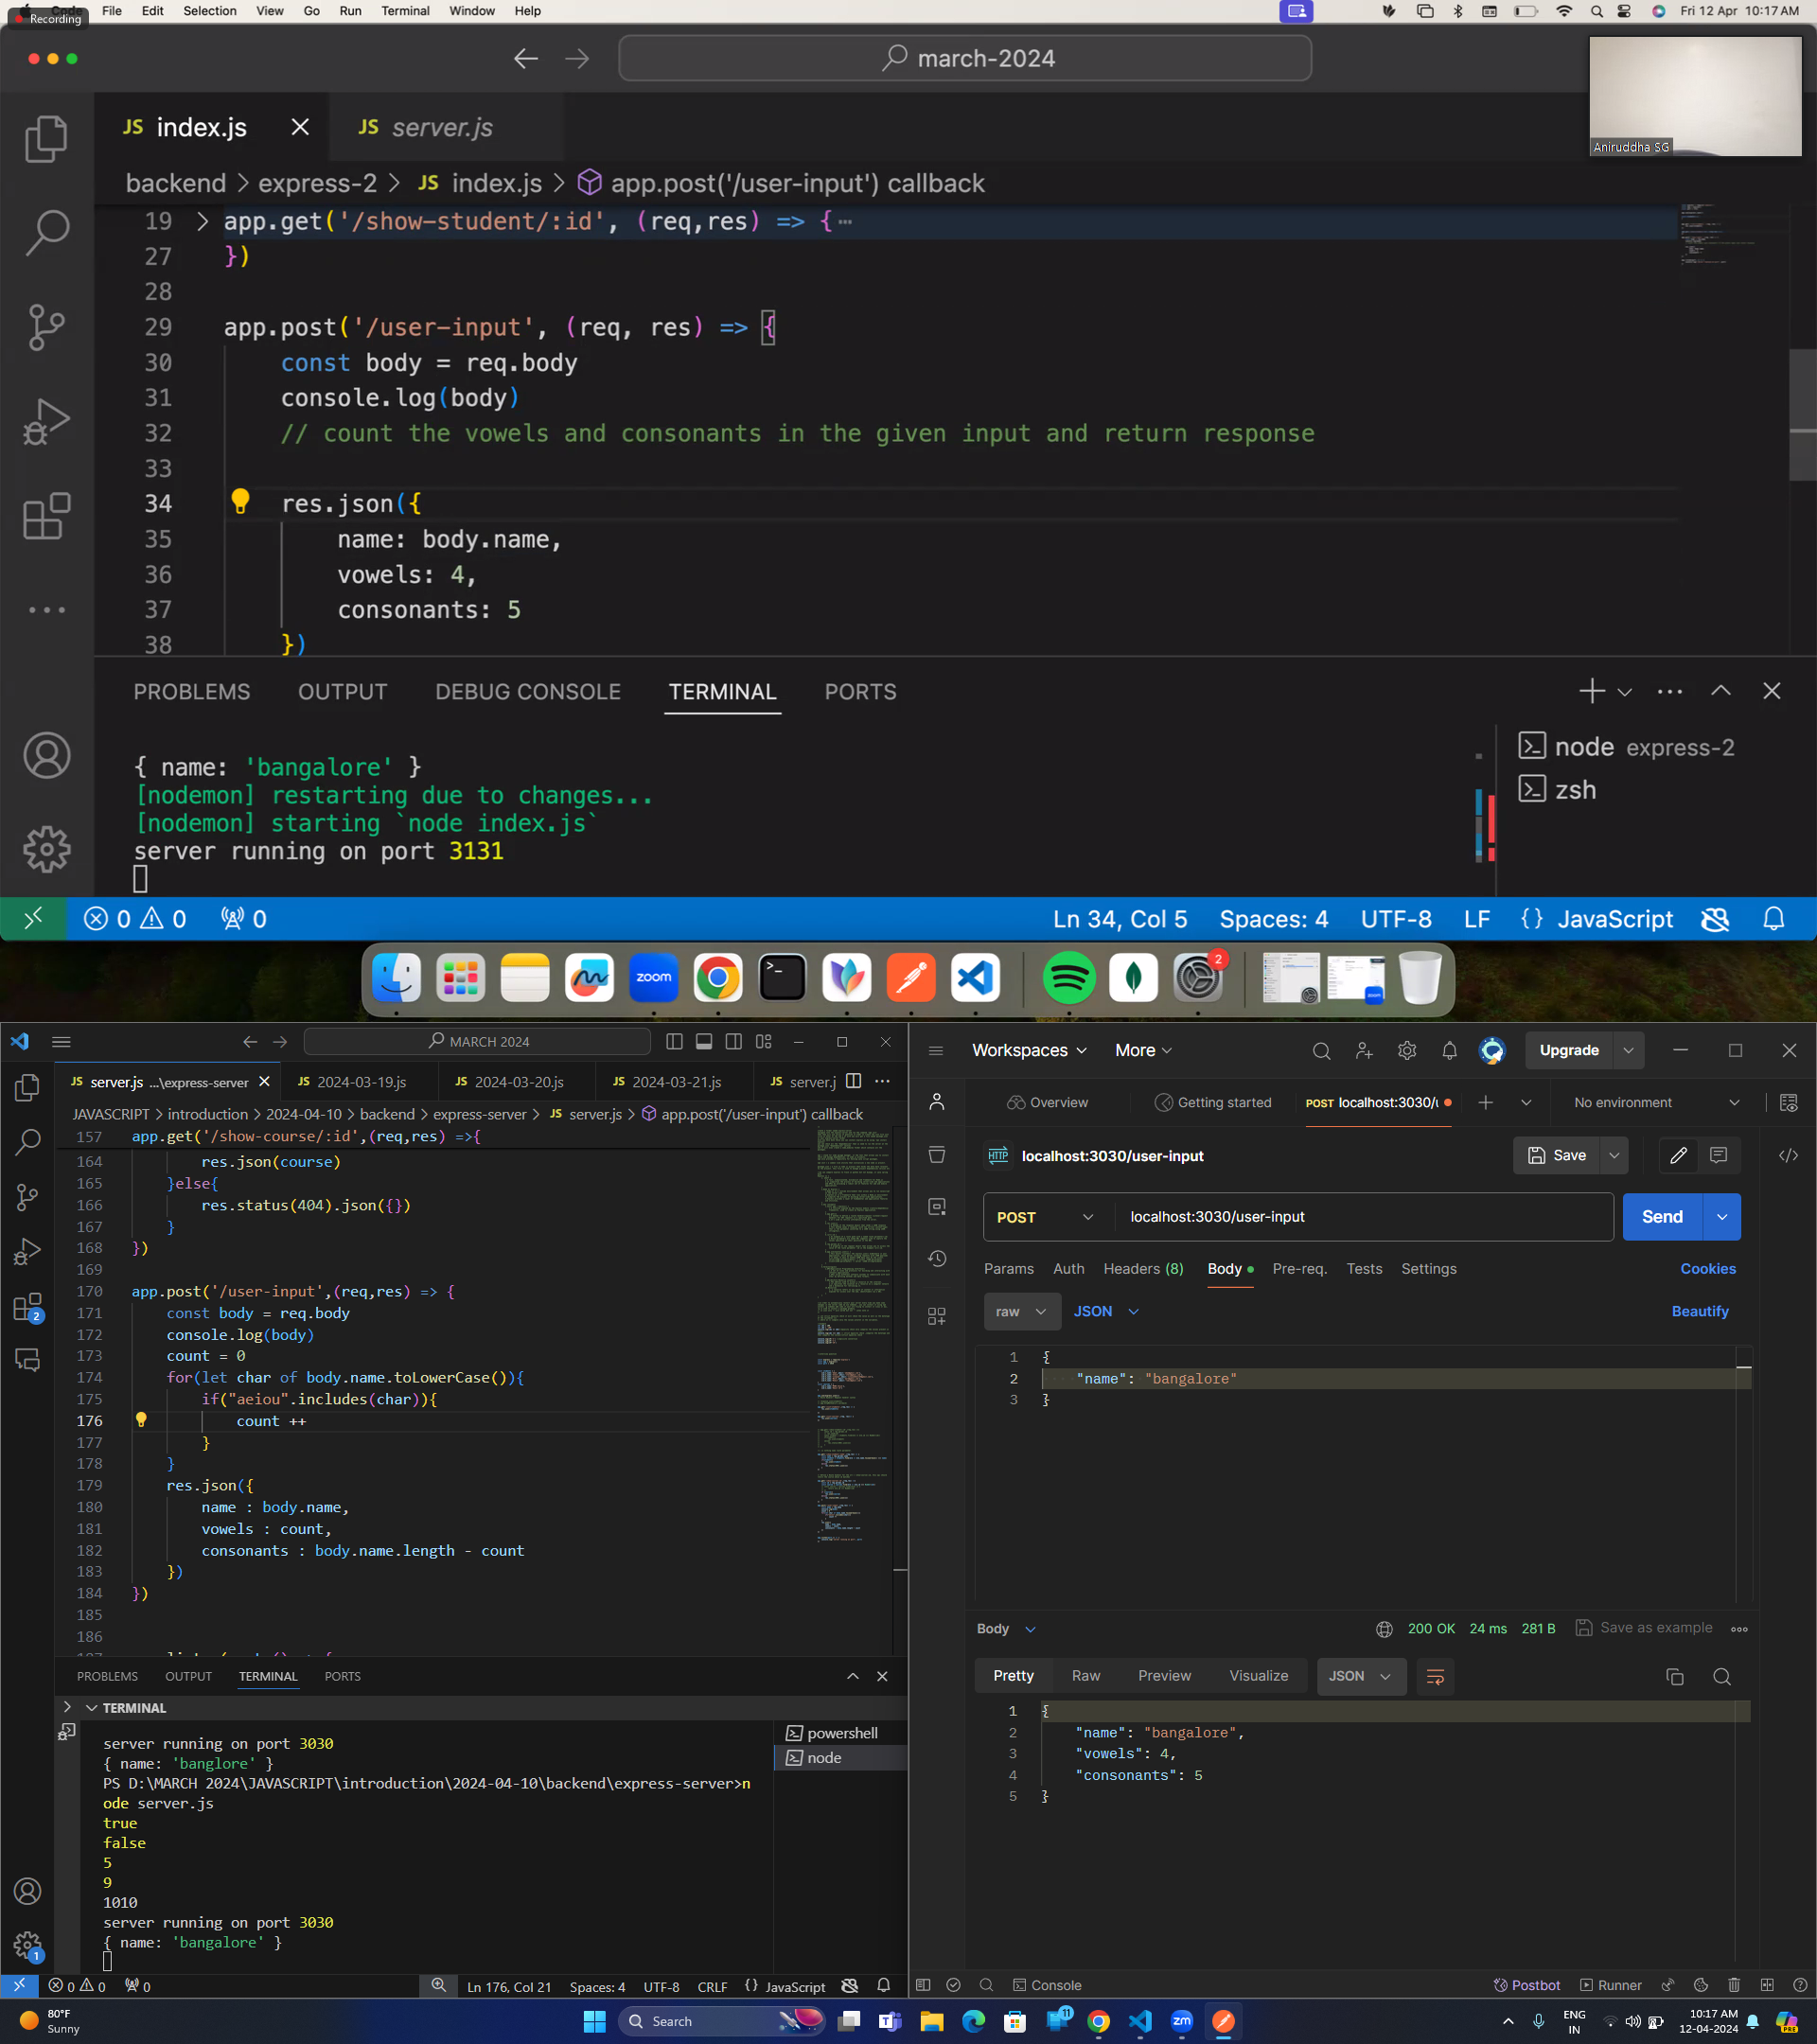 Recording
Code File Edit Selection View Go Run Terminal Window Help
Fri 12 Apr 10:17 AM
march-2024
Aniruddha SG
JS index.js
JS server.js
backend > express-2 > JS index.js > app.post('/user-input') callback
19 app.get('/show-student/:id', (req,res) => {…
27 })
28
29 app.post('/user-input', (req, res) => {
30 const body = req.body
31 console.log(body)
32 // count the vowels and consonants in the given input and return response
33
34 res.json({
35 name: body.name,
36 vowels: 4,
37 consonants: 5
38 })
PROBLEMS OUTPUT DEBUG CONSOLE TERMINAL PORTS
{ name: 'bangalore' }
[nodemon] restarting due to changes...
[nodemon] starting `node index.js`
server running on port 3131
node express-2
zsh
0 0 0
Ln 34, Col 5 Spaces: 4 UTF-8 LF {} JavaScript
zoom
2
MARCH 2024
JS server.js ...\express-server
JS 2024-03-19.js
JS 2024-03-20.js
JS 2024-03-21.js
JS server.j
JAVASCRIPT > introduction > 2024-04-10 > backend > express-server > JS server.js > app.post('/user-input') callback
157 app.get('/show-course/:id',(req,res) =>{
164 res.json(course)
165 }else{
166 res.status(404).json({})
167 }
168 })
169
170 app.post('/user-input',(req,res) => {
171 const body = req.body
172 console.log(body)
173 count = 0
174 for(let char of body.name.toLowerCase()){
175 if("aeiou".includes(char)){
176 count ++
177 }
178 }
179 res.json({
180 name : body.name,
181 vowels : count,
182 consonants : body.name.length - count
183 })
184 })
185
186
PROBLEMS OUTPUT TERMINAL PORTS
TERMINAL
server running on port 3030
{ name: 'banglore' }
PS D:\MARCH 2024\JAVASCRIPT\introduction\2024-04-10\backend\express-server>n
ode server.js
true
false
5
9
1010
server running on port 3030
{ name: 'bangalore' }
powershell
node
2
1
0 0 0
Ln 176, Col 21 Spaces: 4 UTF-8 CRLF {} JavaScript
Workspaces More
Upgrade
Overview
Getting started
POST localhost:3030/
No environment
HTTP localhost:3030/user-input
Save
POST localhost:3030/user-input
Send
Params Auth Headers (8) Body Pre-req. Tests Settings
Cookies
raw JSON
Beautify
1 {
2 "name": "bangalore"
3 }
Body
200 OK 24 ms 281 B Save as example
Pretty Raw Preview Visualize JSON
1 {
2 "name": "bangalore",
3 "vowels": 4,
4 "consonants": 5
5 }
Console
Postbot Runner
80°F
Sunny
Search
11
zm
ENG
IN
10:17 AM
12-04-2024
PRE